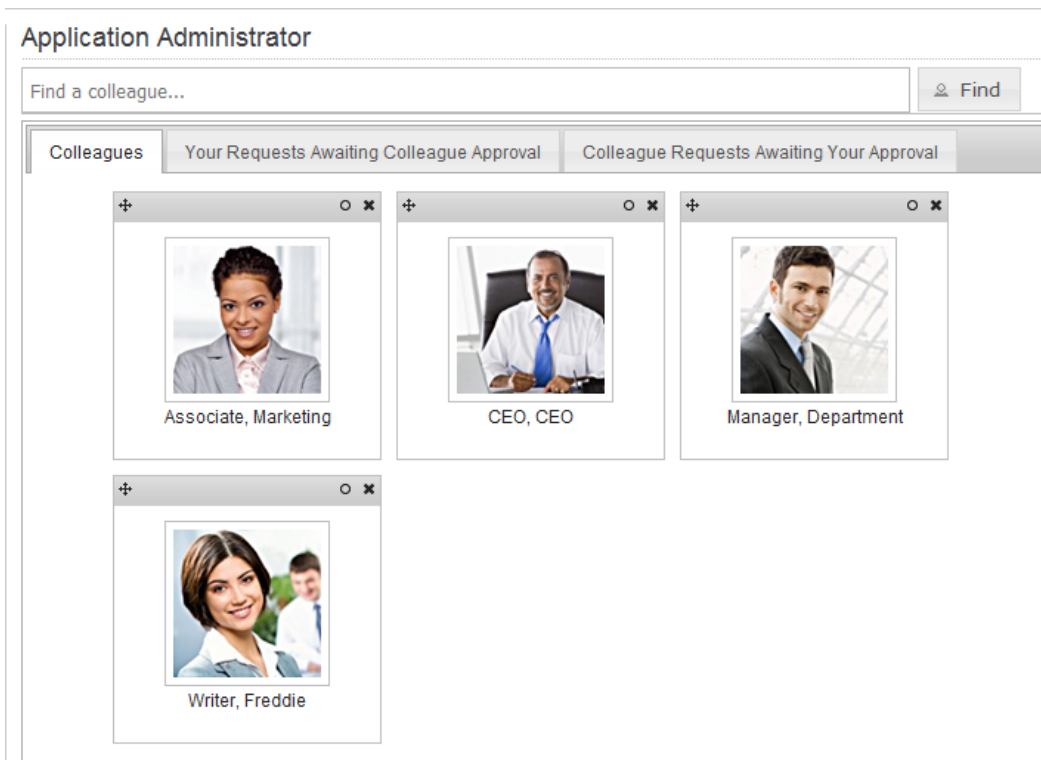 Application Administrator
Find a colleague...
Find
Colleagues
Your Requests Awaiting Colleague Approval
Colleague Requests Awaiting Your Approval
Associate, Marketing
CEO, CEO
Manager, Department
Writer, Freddie